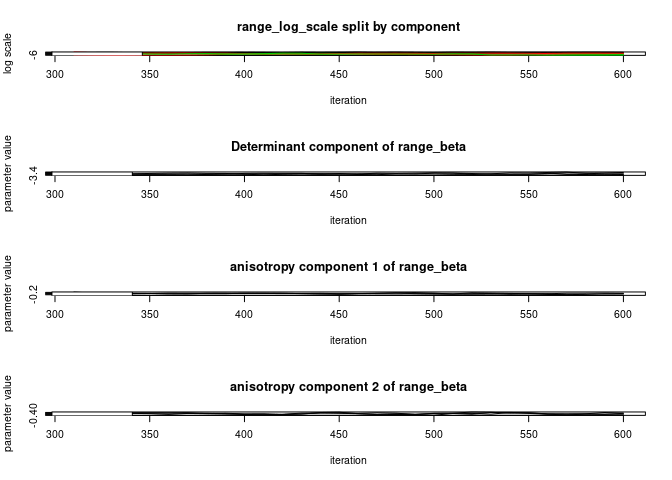 range_log_scale split by component
log scale
-6
300 350 400 450 500 550 600
iteration
Determinant component of range_beta
parameter value
-3.4
300 350 400 450 500 550 600
iteration
anisotropy component 1 of range_beta
parameter value
-0.2
300 350 400 450 500 550 600
iteration
anisotropy component 2 of range_beta
parameter value
-0.40
300 350 400 450 500 550 600
iteration